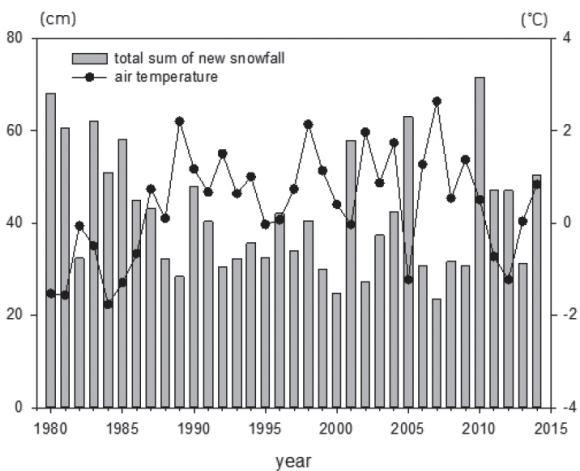 (cm) (℃)
80 4
total sum of new snowfall
air temperature
60 2
40 0
20 -2
0 -4
1980 1985 1990 1995 2000 2005 2010 2015
year